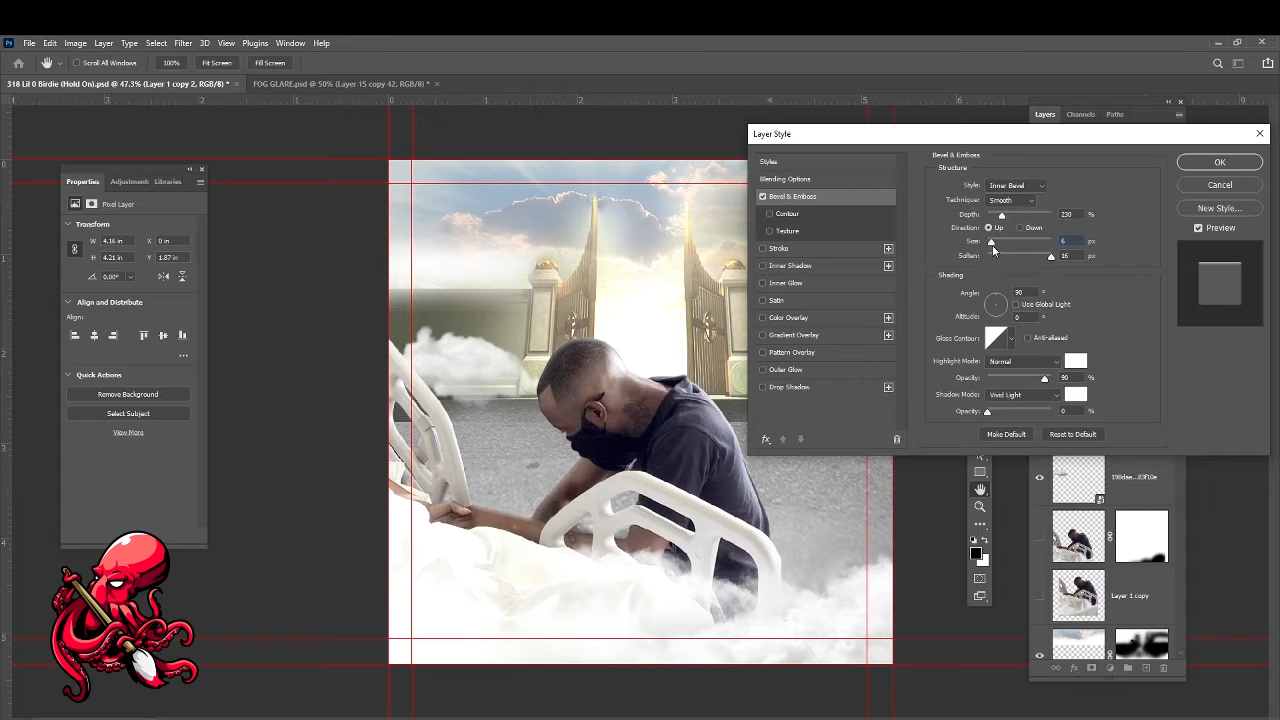 Ps File Edit Image Layer Type Select Filter 3D View Plugins Window Help
Scroll All Windows 100% Fit Screen Fill Screen
318 Lil 0 Birdie (Hold On).psd @ 47.3% (Layer 1 copy 2, RGB/8) * × FOG GLARE.psd @ 50% (Layer 15 copy 42, RGB/8) * ×
Layers Channels Paths
Layer Style
Properties Adjustment: Libraries
Pixel Layer
Transform
W 4.16 in X 0 in
H 4.21 in Y 1.87 in
0.00°
Align and Distribute
Align:
Quick Actions
Remove Background
Select Subject
View More
Styles
Blending Options
Bevel & Emboss
Contour
Texture
Stroke
Inner Shadow
Inner Glow
Satin
Color Overlay
Gradient Overlay
Pattern Overlay
Outer Glow
Drop Shadow
fx
Bevel & Emboss
Structure
Style: Inner Bevel
Technique: Smooth
Depth: 230 %
Direction: Up Down
Size: 6 px
Soften: 16 px
Shading
Angle: 90 °
Use Global Light
Altitude: 0 °
Gloss Contour: Anti-aliased
Highlight Mode: Normal
Opacity: 90 %
Shadow Mode: Vivid Light
Opacity: 0 %
Make Default Reset to Default
OK
Cancel
New Style...
Preview
198dae...83f10e
Layer 1 copy
fx